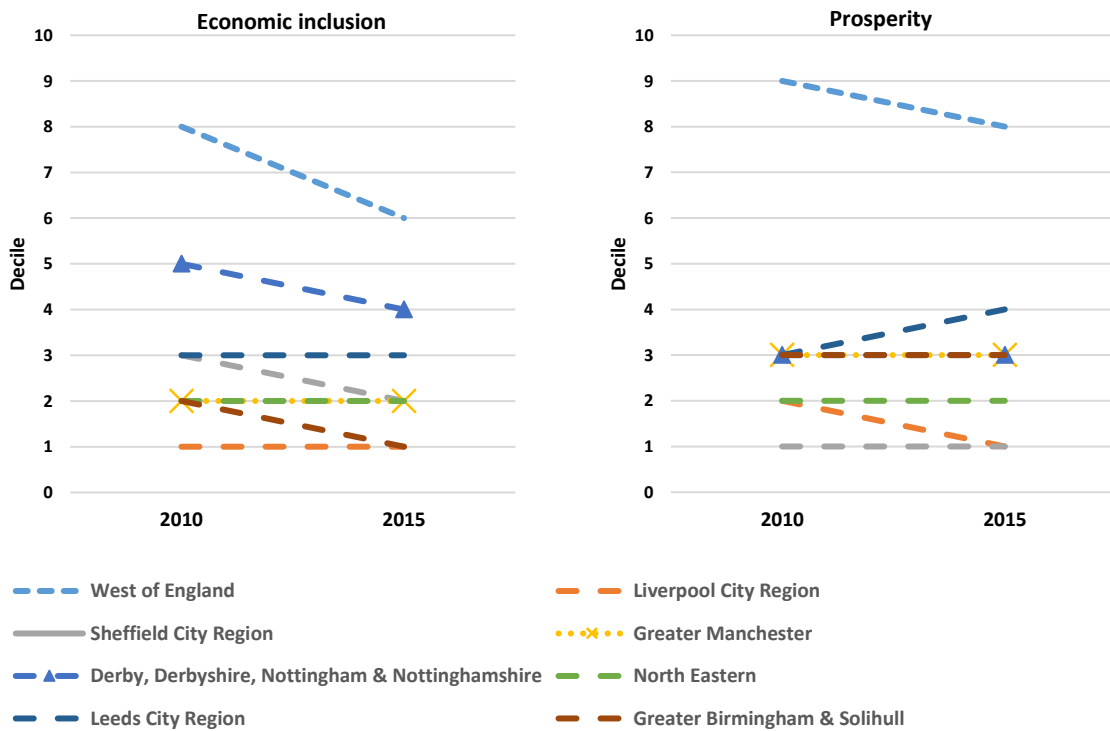 Economic inclusion
10
9
8
7
6
5
4
3
2
1
0
Decile
2010 2015
Prosperity
10
9
8
7
6
5
4
3
2
1
0
Decile
2010 2015
West of England
Liverpool City Region
Sheffield City Region
Greater Manchester
Derby, Derbyshire, Nottingham & Nottinghamshire
North Eastern
Leeds City Region
Greater Birmingham & Solihull